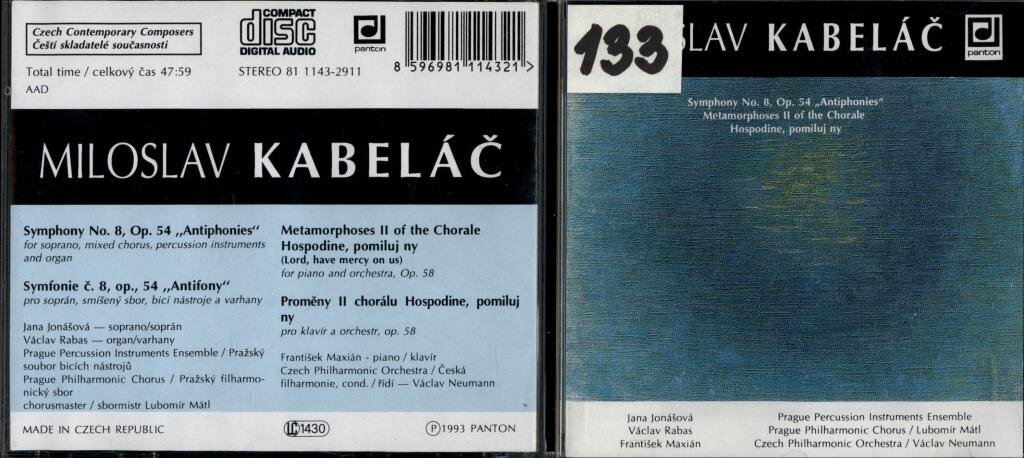 Czech Contemporary Composers
Čeští skladatelé současnosti
Total time / celkový čas 47:59
AAD
COMPACT
disc
DIGITAL AUDIO
STEREO 81 1143-2911
panton
8 596981 114321 >
MILOSLAV KABELÁČ
Symphony No. 8, Op. 54 ,,Antiphonies‘‘
for soprano, mixed chorus, percussion instruments
and organ
Symfonie č. 8, op., 54 ,,Antifony‘‘
pro soprán, smíšený sbor, bicí nástroje a varhany
Jana Jonášová — soprano/soprán
Václav Rabas — organ/varhany
Prague Percussion Instruments Ensemble / Pražský
soubor bicích nástrojů
Prague Philharmonic Chorus / Pražský filharmo-
nický sbor
chorusmaster / sbormistr Lubomír Mátl
Metamorphoses II of the Chorale
Hospodine, pomiluj ny
(Lord, have mercy on us)
for piano and orchestra, Op. 58
Proměny II chorálu Hospodine, pomiluj
ny
pro klavír a orchestr, op. 58
František Maxián - piano / klavír
Czech Philharmonic Orchestra / Česká
filharmonie, cond. / řídí — Václav Neumann
MADE IN CZECH REPUBLIC
LC 1430
Ⓟ1993 PANTON
133
SLAV KABELÁČ
panton
Symphony No. 8, Op. 54 „Antiphonies“
Metamorphoses II of the Chorale
Hospodine, pomiluj ny
Jana Jonášová
Václav Rabas
František Maxián
Prague Percussion Instruments Ensemble
Prague Philharmonic Chorus / Lubomír Mátl
Czech Philharmonic Orchestra / Václav Neumann